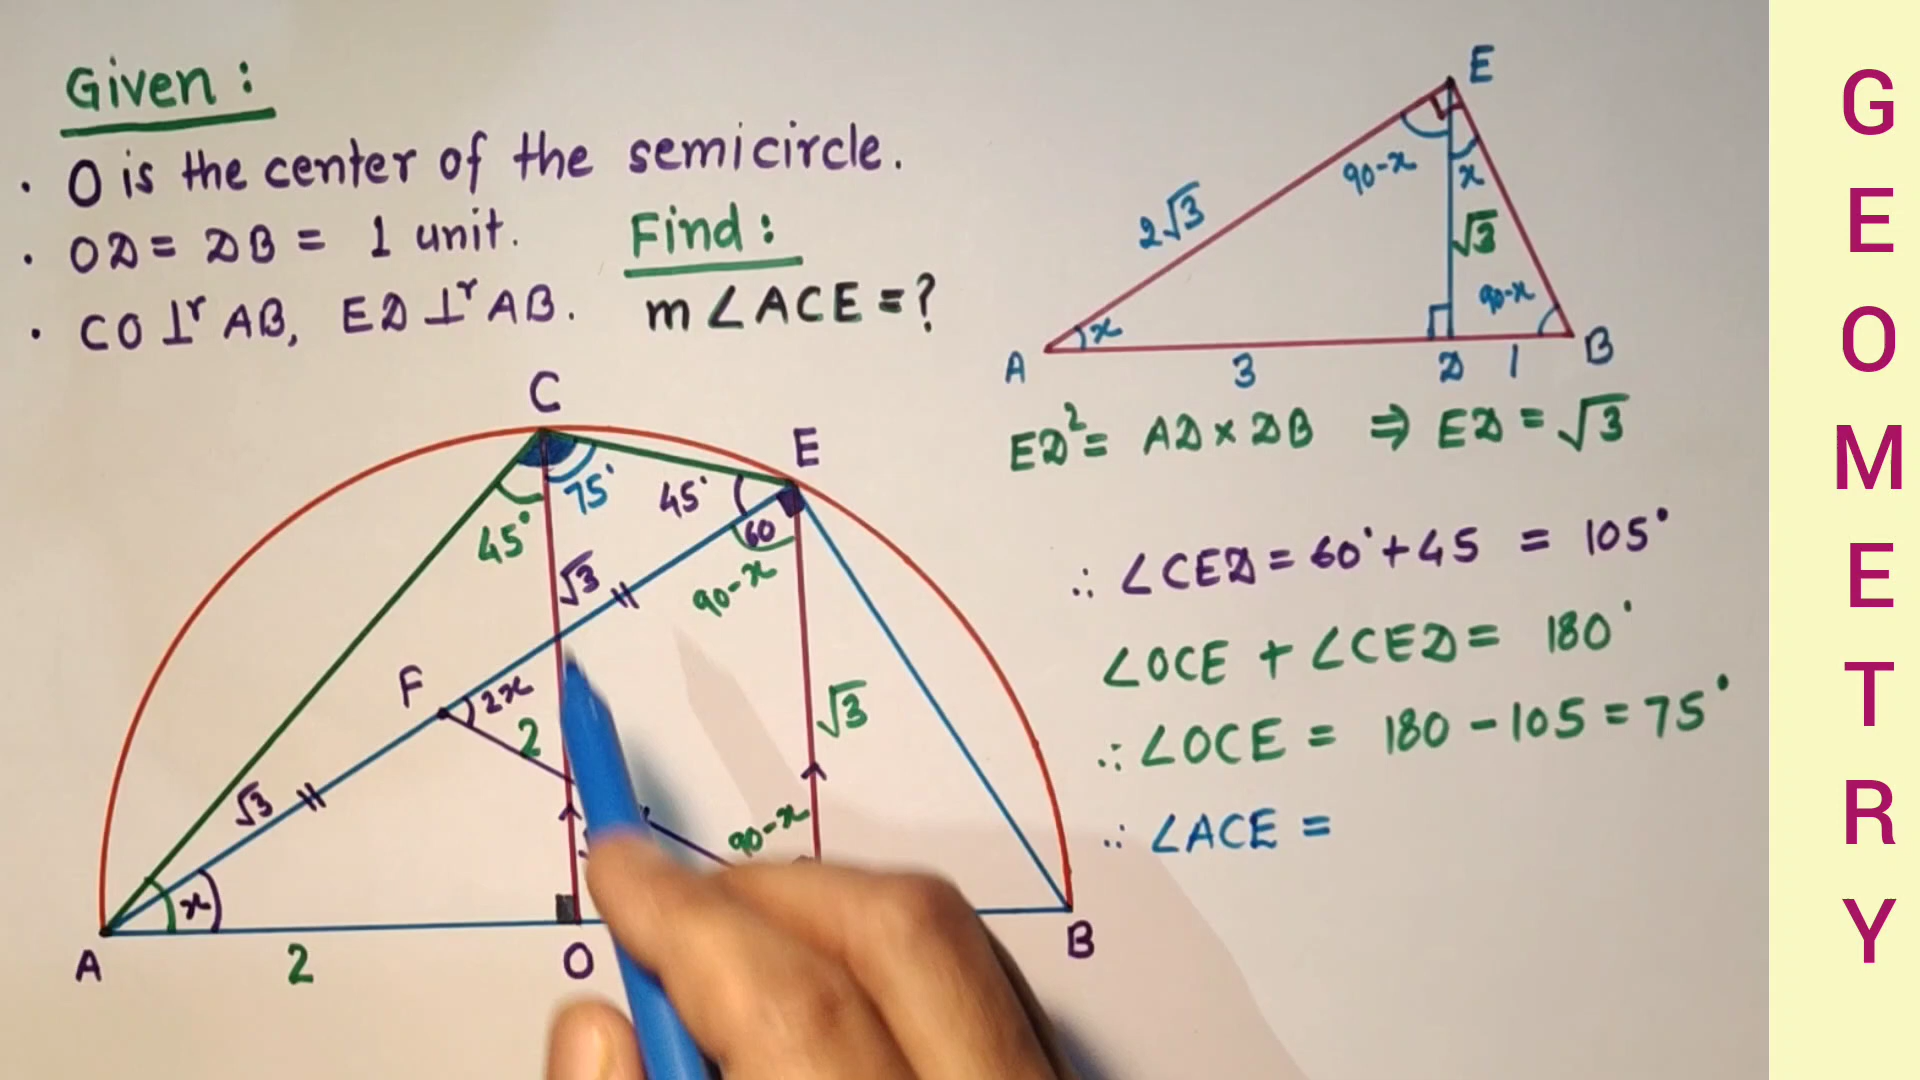 Given :
. O is the center of the semicircle.
. OD = DB = 1 unit.
. CO ⊥r AB, ED ⊥r AB.
Find :
m ∠ACE = ?
E
90-x
x
2√3
√3
90-x
x
A
3
D
1
B
ED² = AD × DB ⇒ ED = √3
∴ ∠CED = 60° + 45 = 105°
∠OCE + ∠CED = 180°
∴ ∠OCE = 180 - 105 = 75°
∴ ∠ACE =
C
E
75°
45°
45°
60
√3
90-x
F
2x
2
√3
√3
90-x
x
A
2
O
B
G
E
O
M
E
T
R
Y